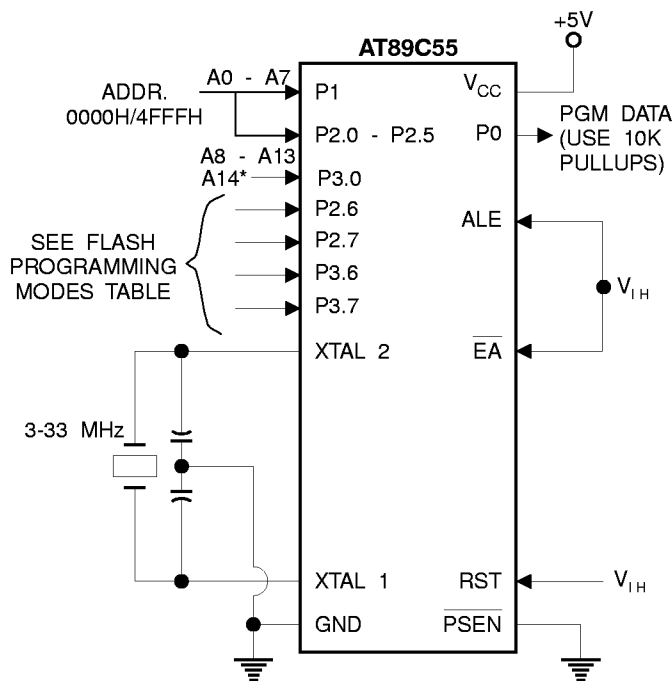 +5V
AT89C55
A0 - A7
ADDR.
0000H/4FFFH
P1
VCC
PGM DATA
(USE 10K
PULLUPS)
P2.0 - P2.5
P0
A8 - A13
A14*
P3.0
P2.6
ALE
SEE FLASH
PROGRAMMING
MODES TABLE
P2.7
P3.6
P3.7
VIH
XTAL 2
EA
3-33 MHz
XTAL 1
RST
VIH
GND
PSEN